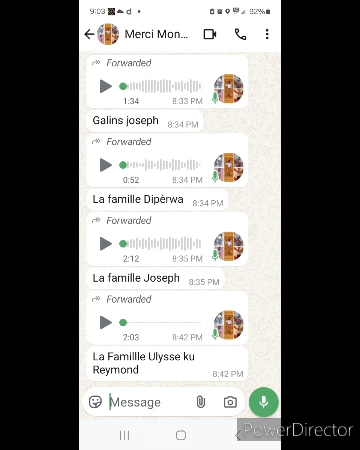 9:03 92%
Merci Mon...
Forwarded
1:34 8:33 PM
Galins joseph 8:34 PM
Forwarded
0:52 8:34 PM
La famille Dipèrwa 8:34 PM
Forwarded
2:12 8:35 PM
La famille Joseph 8:35 PM
Forwarded
2:03 8:42 PM
La Famillle Ulysse ku
Reymond 8:42 PM
Message
PowerDirector